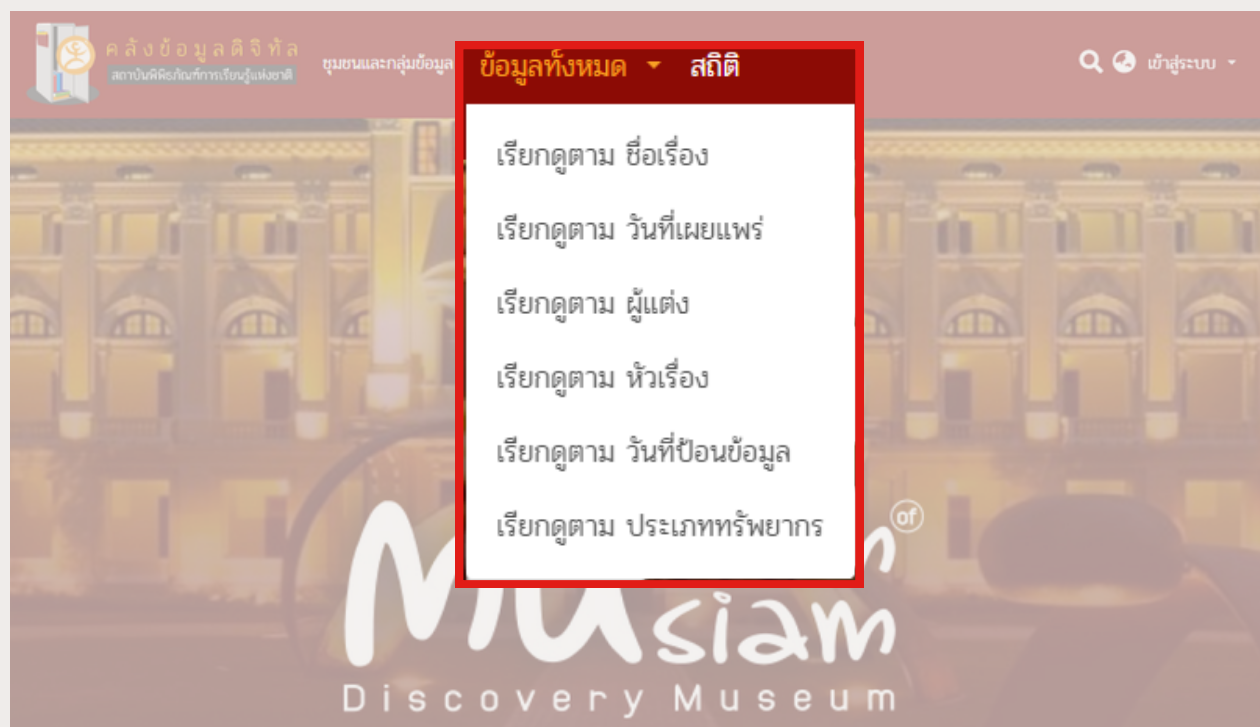 คลังข้อมูลดิจิทัล
สถาบันพิพิธภัณฑ์การเรียนรู้แห่งชาติ
ชุมชนและกลุ่มข้อมูล ข้อมูลทั้งหมด สถิติ เข้าสู่ระบบ
เรียกดูตาม ชื่อเรื่อง
เรียกดูตาม วันที่เผยแพร่
เรียกดูตาม ผู้แต่ง
เรียกดูตาม หัวเรื่อง
เรียกดูตาม วันที่ป้อนข้อมูล
เรียกดูตาม ประเภททรัพยากร
of
siam
Discovery Museum